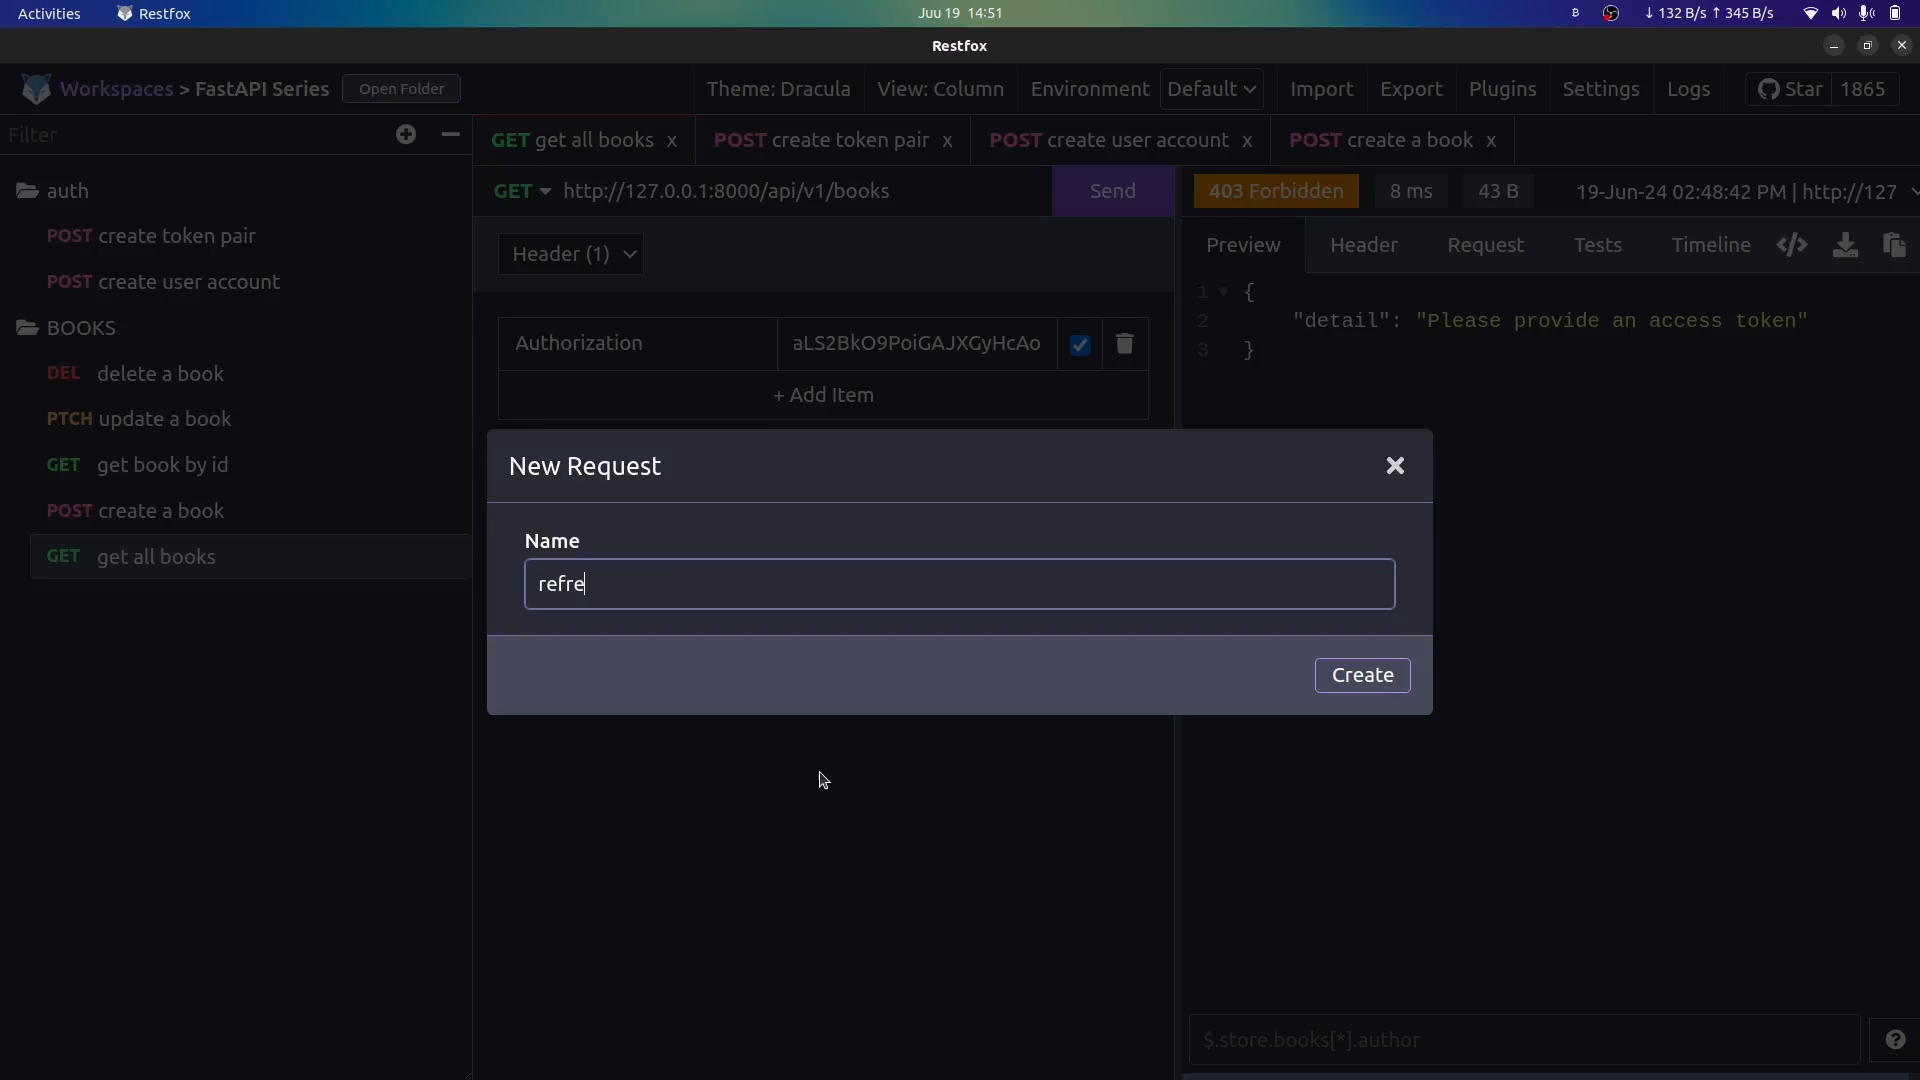 Activities Restfox Juu 19 14:51 ↓ 132 B/s ↑ 345 B/s
Restfox
Workspaces > FastAPI Series Open Folder Theme: Dracula View: Column Environment Default Import Export Plugins Settings Logs Star 1865
Filter
GET get all books x POST create token pair x POST create user account x POST create a book x
auth
POST create token pair
POST create user account
BOOKS
DEL delete a book
PTCH update a book
GET get book by id
POST create a book
GET get all books
GET http://127.0.0.1:8000/api/v1/books Send
Header (1)
Authorization aLS2BkO9PoiGAJXGyHcAo
+ Add Item
403 Forbidden 8 ms 43 B 19-Jun-24 02:48:42 PM | http://127
Preview Header Request Tests Timeline
1 {
2 "detail": "Please provide an access token"
3 }
New Request
Name
refre
Create
$.store.books[*].author